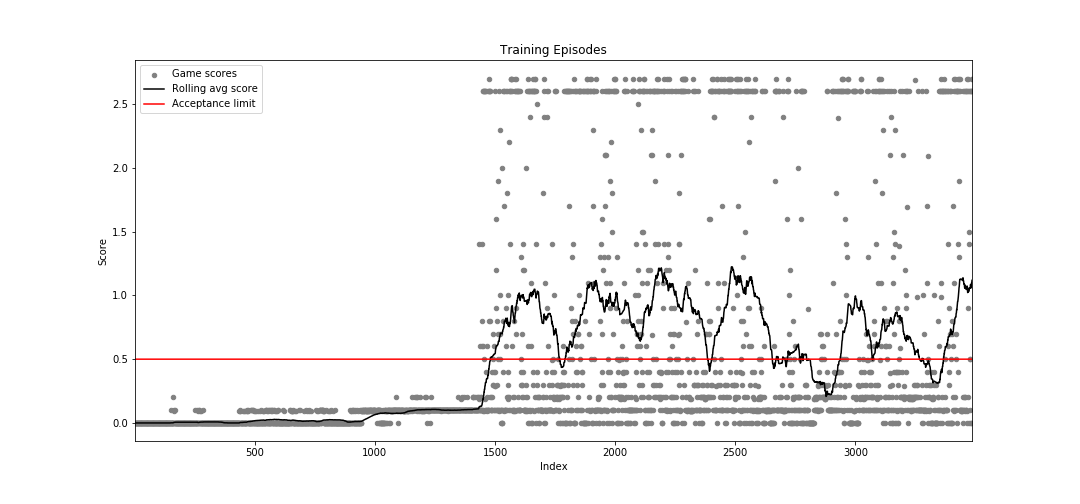 Training Episodes
Game scores
Rolling avg score
Acceptance limit
2.5
2.0
1.5
1.0
0.5
0.0
Score
500
1000
1500
2000
2500
3000
Index